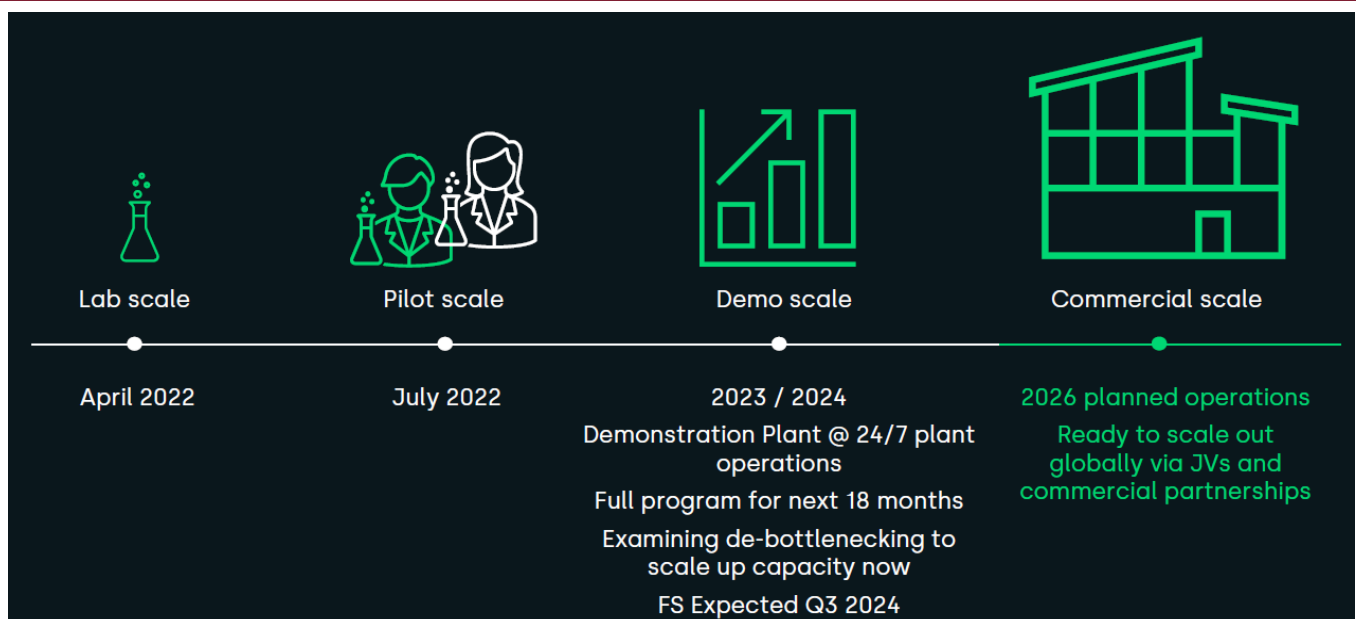 Lab scale
Pilot scale
Demo scale
Commercial scale
April 2022
July 2022
2023 / 2024
Demonstration Plant @ 24/7 plant
operations
Full program for next 18 months
Examining de-bottlenecking to
scale up capacity now
FS Expected Q3 2024
2026 planned operations
Ready to scale out
globally via JVs and
commercial partnerships